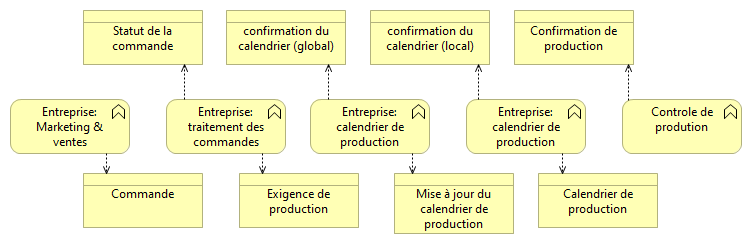 Statut de la
commande
confirmation du
calendrier (global)
confirmation du
calendrier (local)
Confirmation de
production
Entreprise:
Marketing &
ventes
Entreprise:
traitement des
commandes
Entreprise:
calendrier de
production
Entreprise:
calendrier de
production
Controle de
prodution
Commande
Exigence de
production
Mise à jour du
calendrier de
production
Calendrier de
production